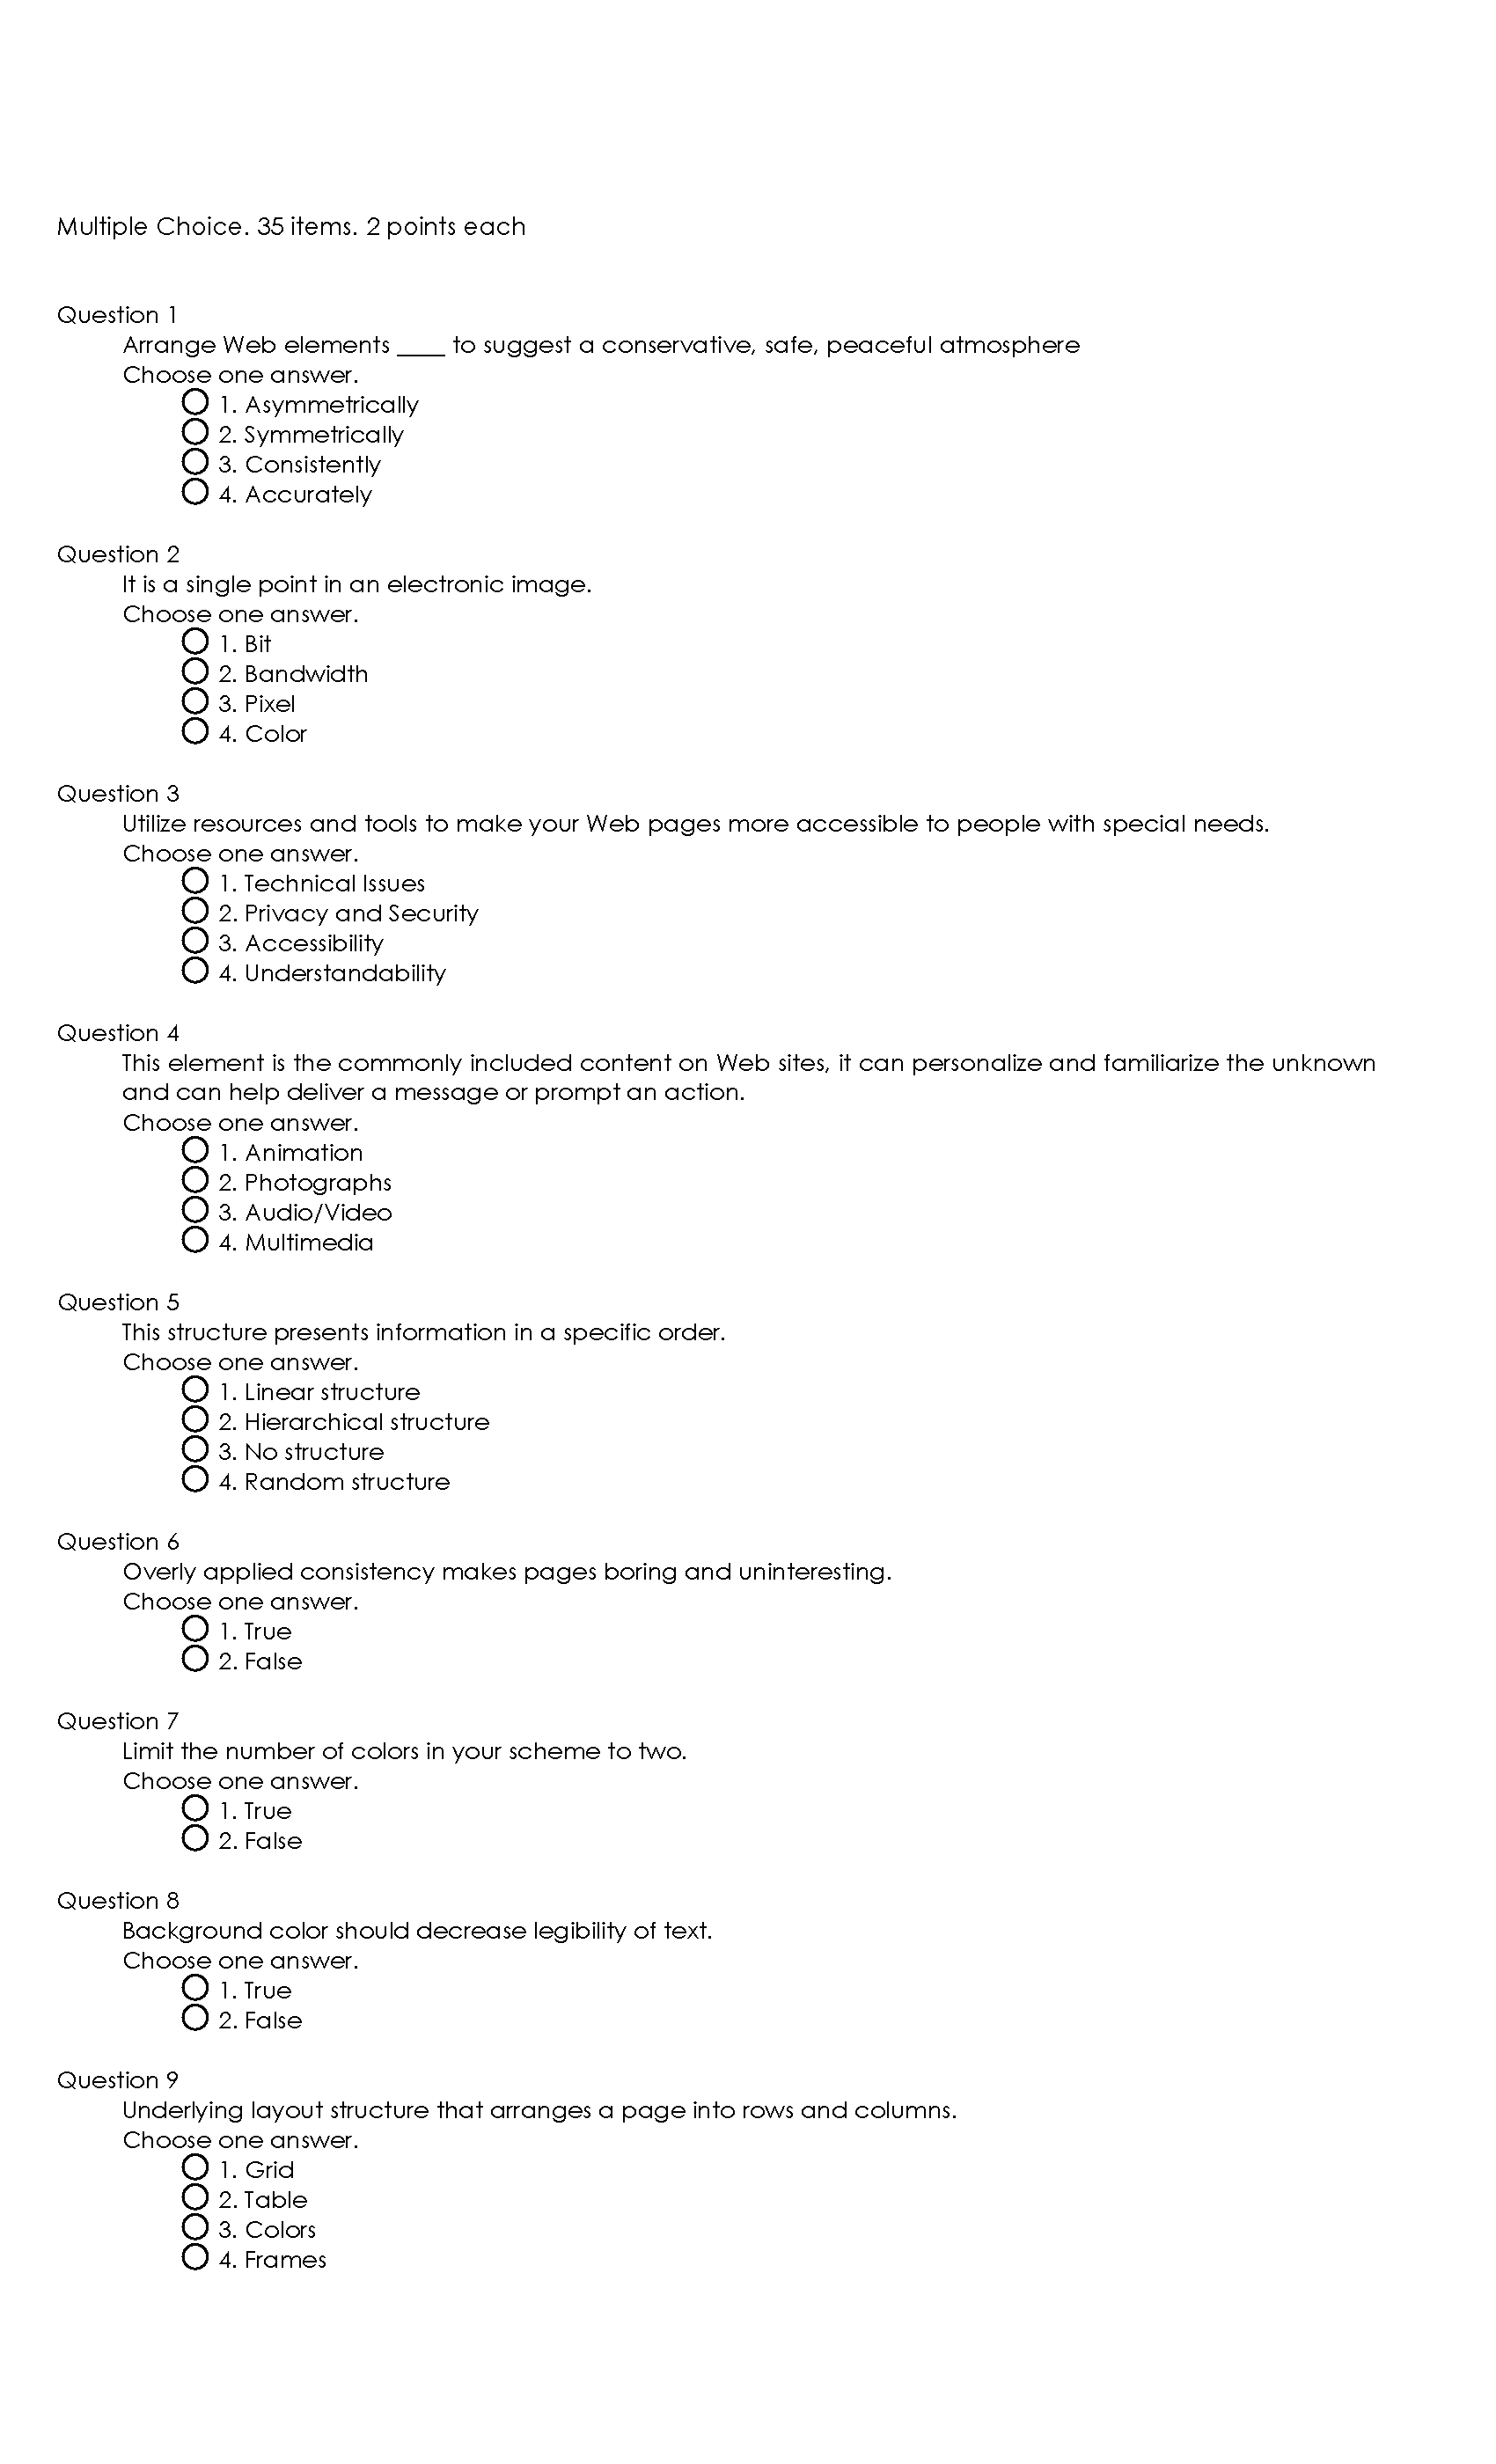 Multiple Choice. 35 items. 2 points each
Question 1
Arrange Web elements ____ to suggest a conservative, safe, peaceful atmosphere
Choose one answer.
1. Asymmetrically
2. Symmetrically
3. Consistently
4. Accurately
Question 2
It is a single point in an electronic image.
Choose one answer.
1. Bit
2. Bandwidth
3. Pixel
4. Color
Question 3
Utilize resources and tools to make your Web pages more accessible to people with special needs.
Choose one answer.
1. Technical Issues
2. Privacy and Security
3. Accessibility
4. Understandability
Question 4
This element is the commonly included content on Web sites, it can personalize and familiarize the unknown
and can help deliver a message or prompt an action.
Choose one answer.
1. Animation
2. Photographs
3. Audio/Video
4. Multimedia
Question 5
This structure presents information in a specific order.
Choose one answer.
1. Linear structure
2. Hierarchical structure
3. No structure
4. Random structure
Question 6
Overly applied consistency makes pages boring and uninteresting.
Choose one answer.
1. True
2. False
Question 7
Limit the number of colors in your scheme to two.
Choose one answer.
1. True
2. False
Question 8
Background color should decrease legibility of text.
Choose one answer.
1. True
2. False
Question 9
Underlying layout structure that arranges a page into rows and columns.
Choose one answer.
1. Grid
2. Table
3. Colors
4. Frames